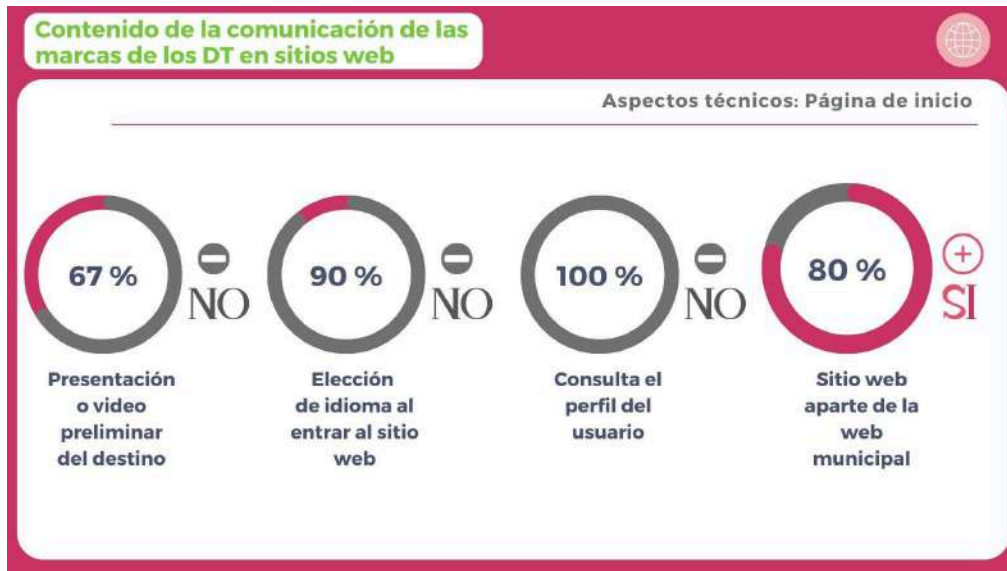 Contenido de la comunicación de las
marcas de los DT en sitios web
Aspectos técnicos: Página de inicio
67 %
NO
Presentación
o video
preliminar
del destino
90 %
NO
Elección
de idioma al
entrar al sitio
web
100 %
NO
Consulta el
perfil del
usuario
80 %
SI
Sitio web
aparte de la
web
municipal